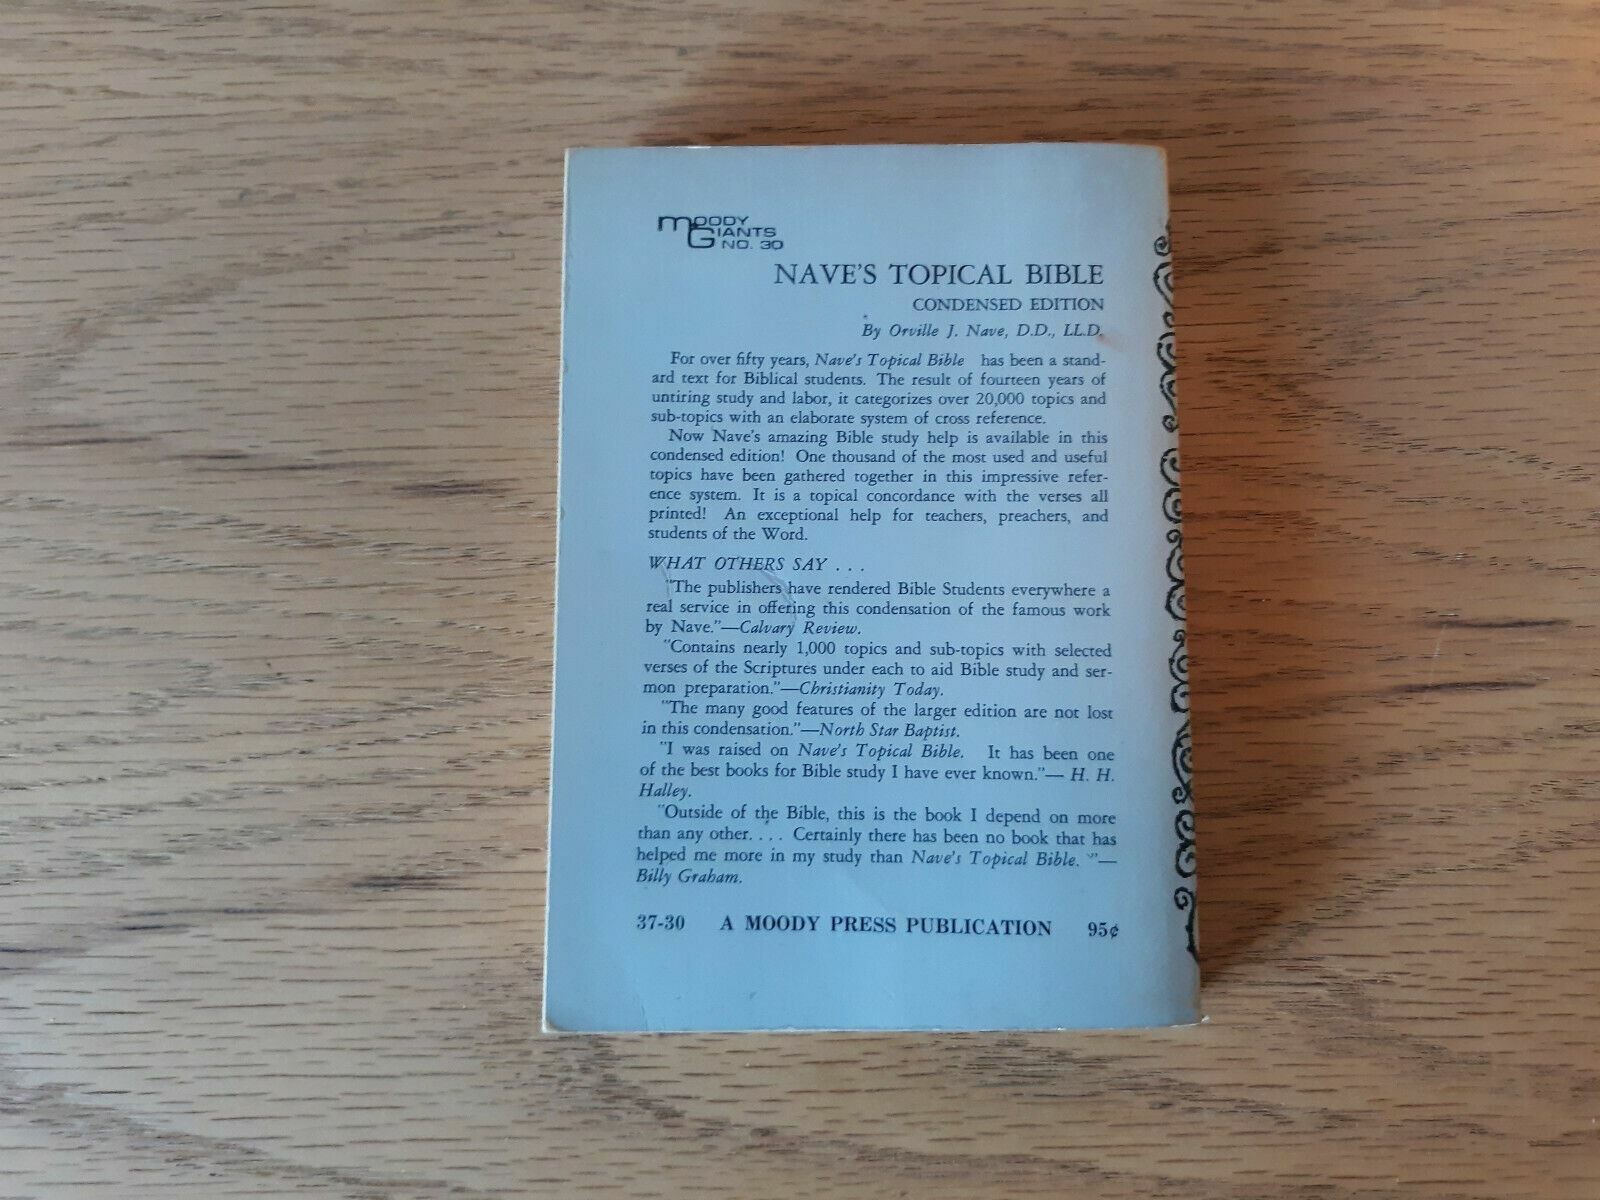 MOODY
GIANTS
NO. 30
NAVE'S TOPICAL BIBLE
CONDENSED EDITION
By Orville J. Nave, D.D., LL.D.
For over fifty years, Nave's Topical Bible has been a stand-
ard text for Biblical students. The result of fourteen years of
untiring study and labor, it categorizes over 20,000 topics and
sub-topics with an elaborate system of cross reference.
Now Nave's amazing Bible study help is available in this
condensed edition! One thousand of the most used and useful
topics have been gathered together in this impressive refer-
ence system. It is a topical concordance with the verses all
printed! An exceptional help for teachers, preachers, and
students of the Word.
WHAT OTHERS SAY . . .
"The publishers have rendered Bible Students everywhere a
real service in offering this condensation of the famous work
by Nave."—Calvary Review.
"Contains nearly 1,000 topics and sub-topics with selected
verses of the Scriptures under each to aid Bible study and ser-
mon preparation."—Christianity Today.
"The many good features of the larger edition are not lost
in this condensation."—North Star Baptist.
"I was raised on Nave's Topical Bible. It has been one
of the best books for Bible study I have ever known."— H. H.
Halley.
"Outside of the Bible, this is the book I depend on more
than any other. . . . Certainly there has been no book that has
helped me more in my study than Nave's Topical Bible. "—
Billy Graham.
37-30 A MOODY PRESS PUBLICATION 95¢